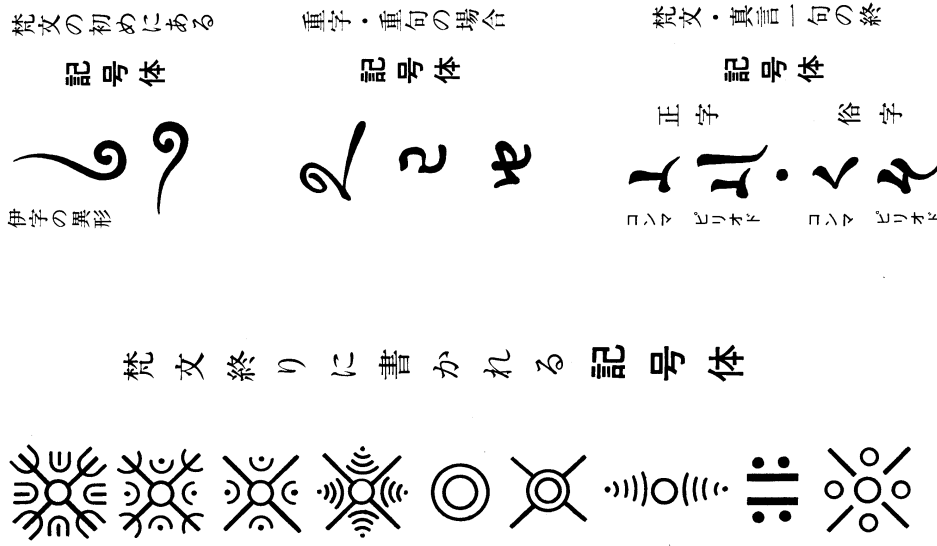 梵文の初めにある
記号体
伊字の異形
重字・重句の場合
記号体
梵文・真言一句の終
記号体
正字
コンマ
ピリオド
俗字
コンマ
ピリオド
梵文終りに書かれる記号体